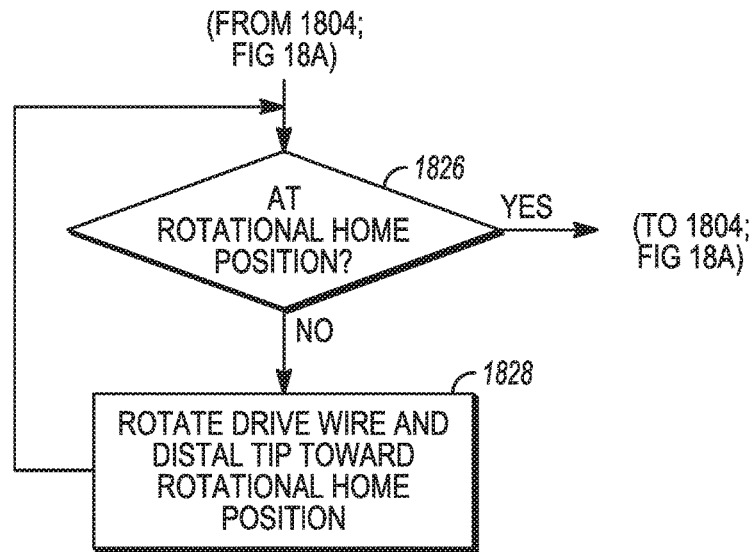 (FROM 1804;
FIG 18A)
1826
AT
ROTATIONAL HOME
POSITION?
YES
(TO 1804;
FIG 18A)
NO
1828
ROTATE DRIVE WIRE AND
DISTAL TIP TOWARD
ROTATIONAL HOME
POSITION